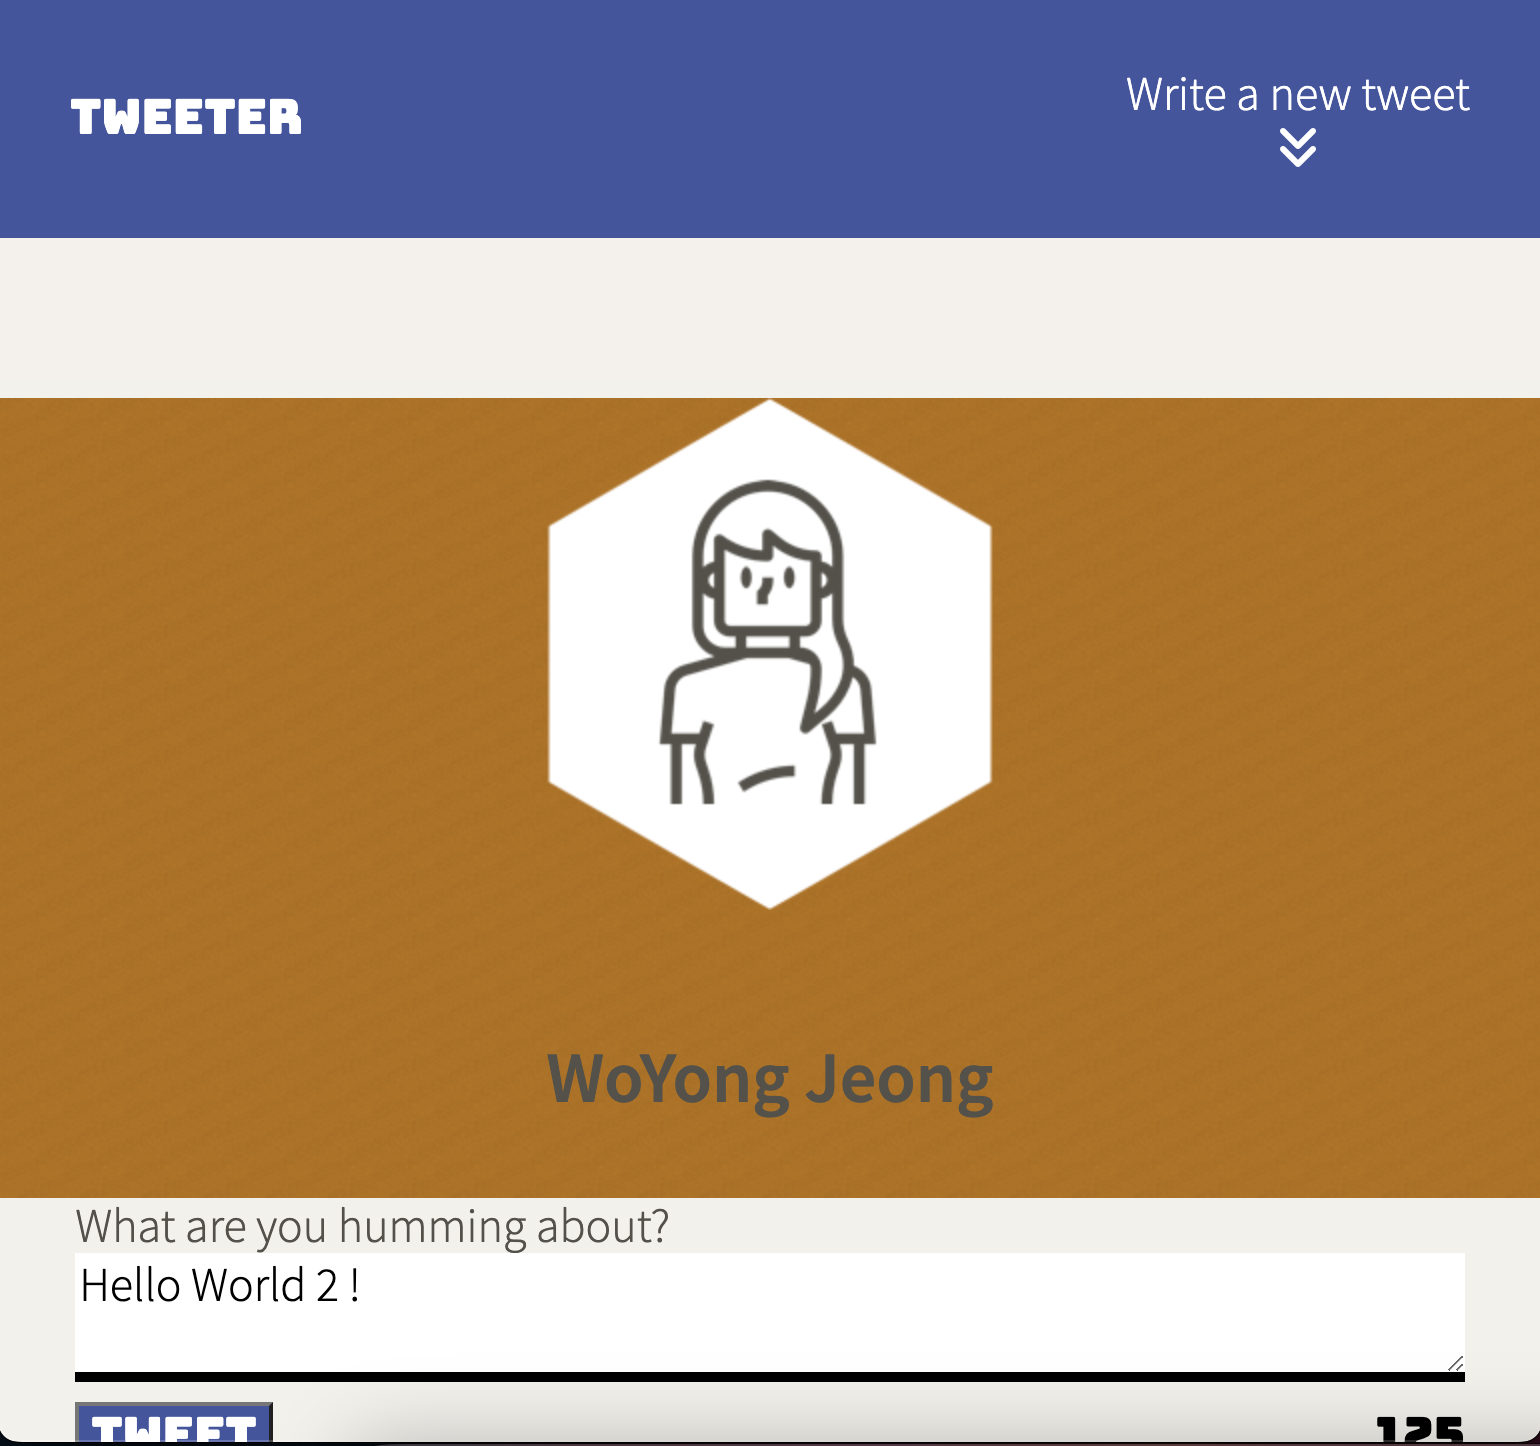 TWEETER
Write a new tweet
WoYong Jeong
What are you humming about?
Hello World 2 !
TWEET
125